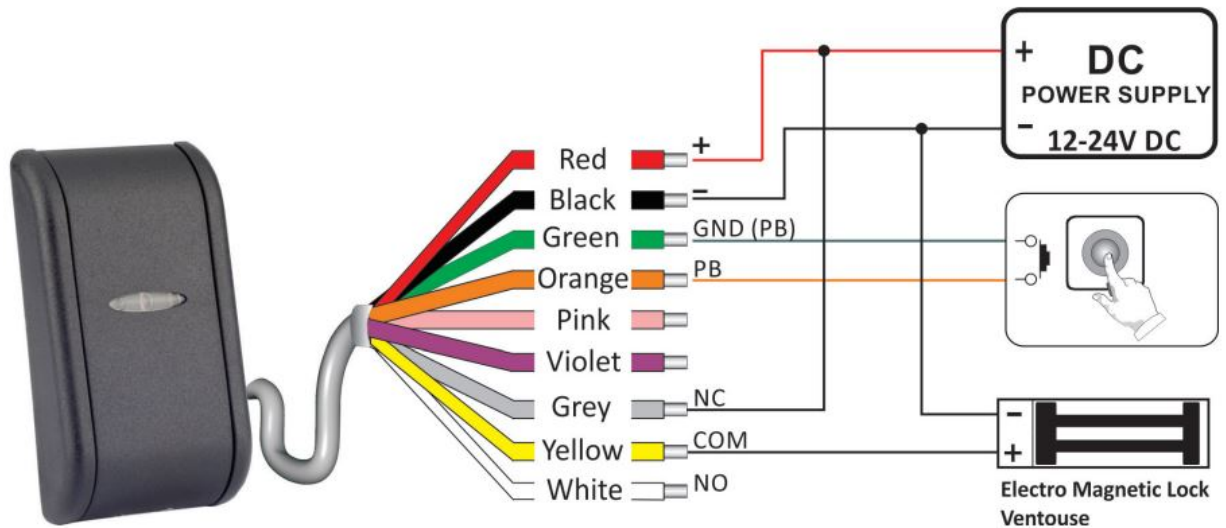 + DC
POWER SUPPLY
- 12-24V DC
Red +
Black -
Green GND (PB)
Orange PB
Pink
Violet
Grey NC
Yellow COM
White NO
-
+
Electro Magnetic Lock
Ventouse